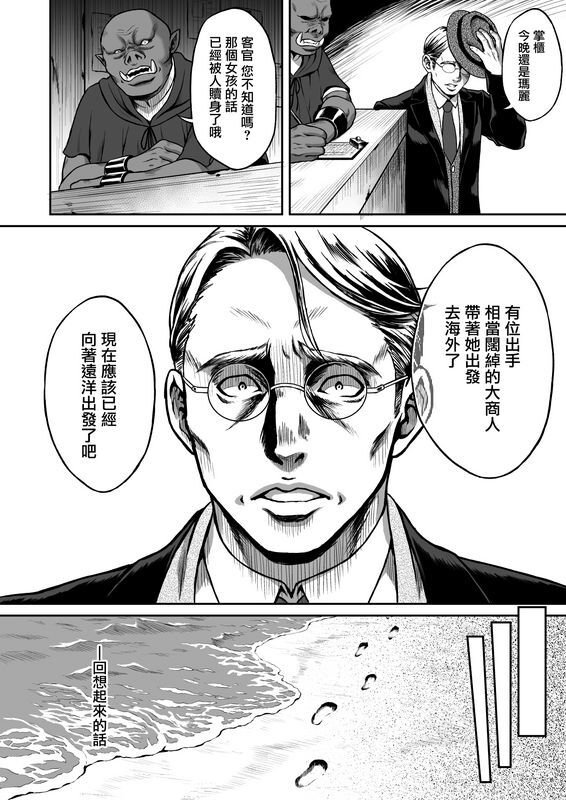 掌櫃
今晚還是瑪麗
客官 您不知道嗎？
那個女孩的話
已經被人贖身了哦
有位出手
相當闊綽的大商人
帶著她出發
去海外了
現在應該已經
向著遠洋出發了吧
—回想起來的話